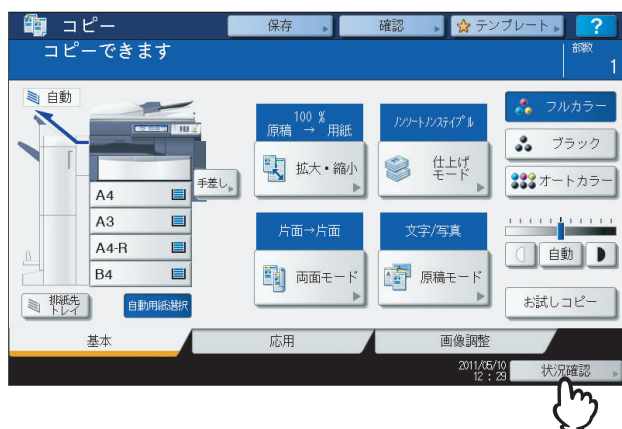 コピー
保存
確認
テンプレート
?
コピーできます
部数
1
自動
100 %
原稿 → 用紙
ノンソートノンステイプル
フルカラー
拡大・縮小
仕上げ
モード
ブラック
手差し
オートカラー
A4
A3
A4-R
B4
片面→片面
文字/写真
両面モード
原稿モード
自動
排紙先
トレイ
自動用紙選択
お試しコピー
基本
応用
画像調整
2011/05/10
12 : 29
状況確認